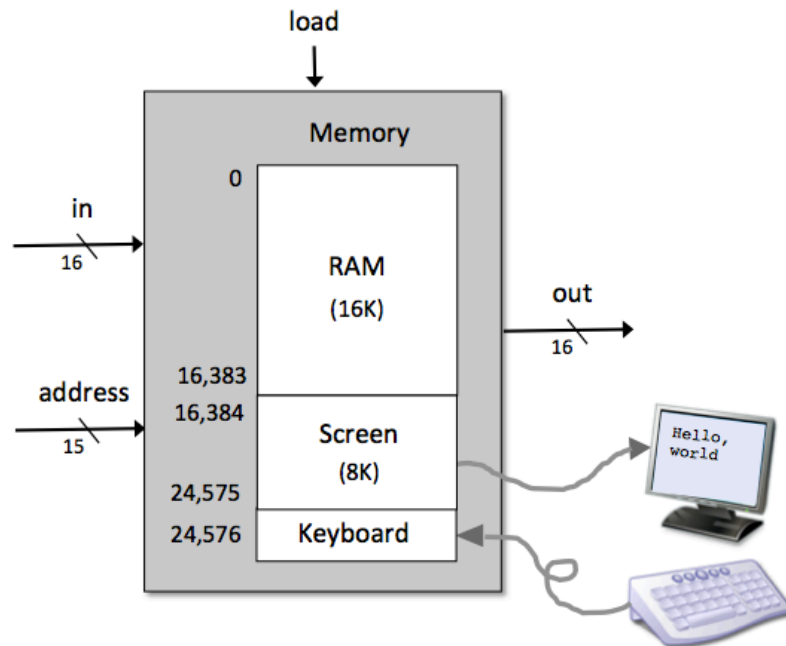 load
Memory
0
in
16
RAM
(16K)
out
16
16,383
address
16,384
15
Screen
(8K)
Hello,
world
24,575
24,576
Keyboard